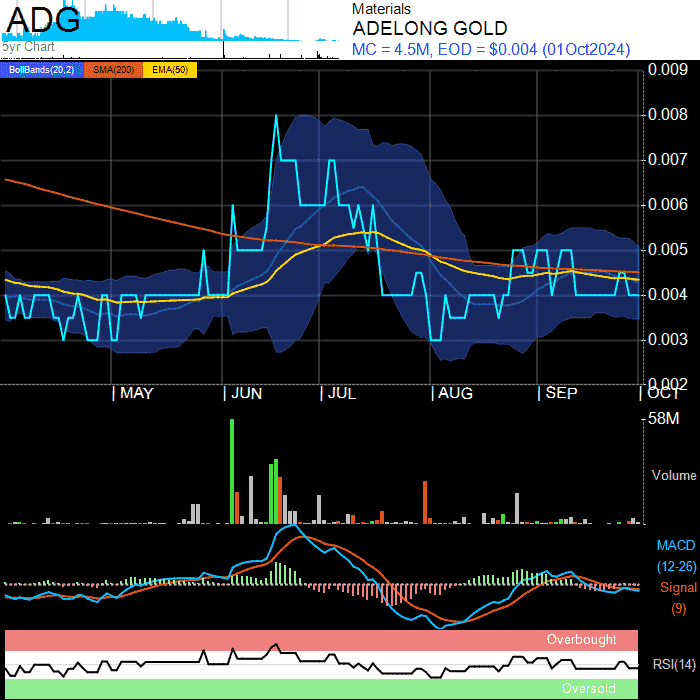 ADG
5yr Chart
Materials
ADELONG GOLD
MC = 4.5M, EOD = $0.004 (01Oct2024)
BollBands(20,2) SMA(200) EMA(50)
0.009
0.008
0.007
0.006
0.005
0.004
0.003
0.002
MAY JUN JUL AUG SEP OCT
58M
Volume
MACD
(12-26)
Signal
(9)
Overbought
RSI(14)
Oversold